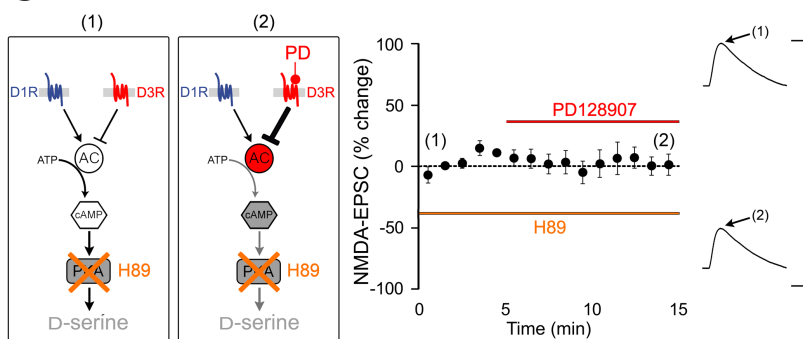 (1)
(2)
PD
D1R
D3R
D1R
D3R
AC
AC
ATP
ATP
cAMP
cAMP
PKA
H89
PKA
H89
D-serine
D-serine
NMDA-EPSC (% change)
100
50
0
-50
-100
PD128907
(1)
(2)
H89
0
5
10
15
Time (min)
(1)
(2)